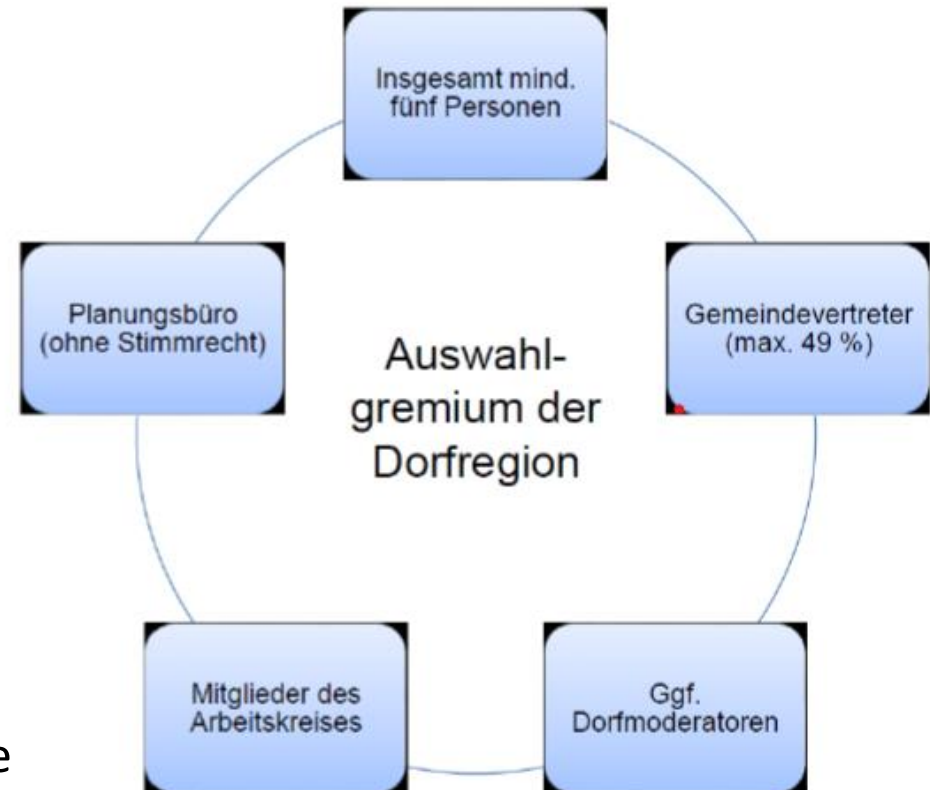 Insgesamt mind.
fünf Personen
Planungsbüro
(ohne Stimmrecht)
Gemeindevertreter
(max. 49 %)
Auswahl-
gremium der
Dorfregion
Mitglieder des
Arbeitskreises
Ggf.
Dorfmoderatoren
e